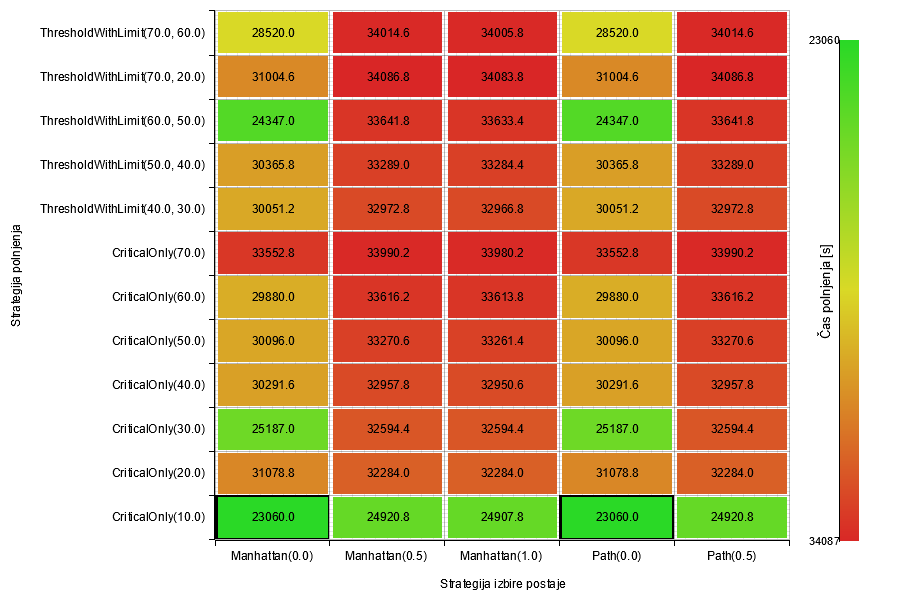 ThresholdWithLimit(70.0, 60.0) 28520.0 34014.6 34005.8 28520.0 34014.6
ThresholdWithLimit(70.0, 20.0) 31004.6 34086.8 34083.8 31004.6 34086.8
ThresholdWithLimit(60.0, 50.0) 24347.0 33641.8 33633.4 24347.0 33641.8
ThresholdWithLimit(50.0, 40.0) 30365.8 33289.0 33284.4 30365.8 33289.0
ThresholdWithLimit(40.0, 30.0) 30051.2 32972.8 32966.8 30051.2 32972.8
CriticalOnly(70.0) 33552.8 33990.2 33980.2 33552.8 33990.2
CriticalOnly(60.0) 29880.0 33616.2 33613.8 29880.0 33616.2
CriticalOnly(50.0) 30096.0 33270.6 33261.4 30096.0 33270.6
CriticalOnly(40.0) 30291.6 32957.8 32950.6 30291.6 32957.8
CriticalOnly(30.0) 25187.0 32594.4 32594.4 25187.0 32594.4
CriticalOnly(20.0) 31078.8 32284.0 32284.0 31078.8 32284.0
CriticalOnly(10.0) 23060.0 24920.8 24907.8 23060.0 24920.8
Manhattan(0.0) Manhattan(0.5) Manhattan(1.0) Path(0.0) Path(0.5)
Strategija izbire postaje
Strategija polnjenja
23060
Čas polnjenja [s]
34087